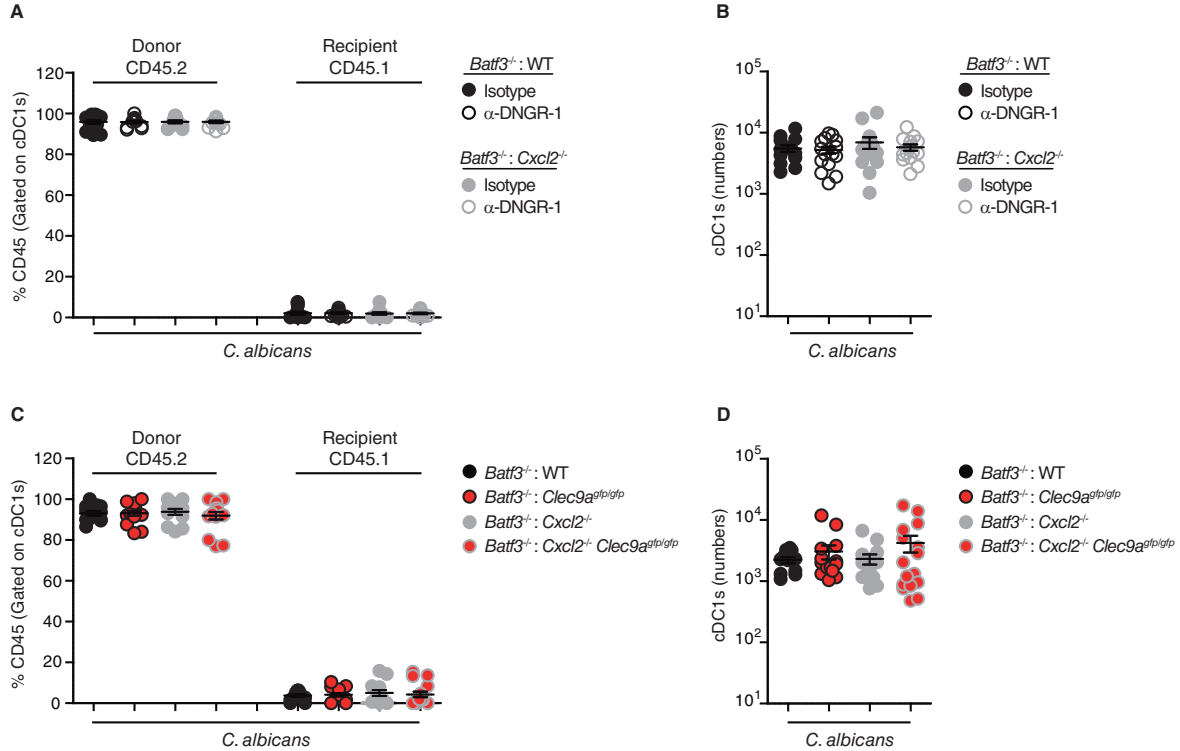 A
Donor
CD45.2
Recipient
CD45.1
% CD45 (Gated on cDC1s)
120
100
80
60
40
20
0
C. albicans
Batf3-/- : WT
Isotype
α-DNGR-1
Batf3-/- : Cxcl2-/-
Isotype
α-DNGR-1
B
cDC1s (numbers)
10^5
10^4
10^3
10^2
10^1
C. albicans
Batf3-/- : WT
Isotype
α-DNGR-1
Batf3-/- : Cxcl2-/-
Isotype
α-DNGR-1
C
Donor
CD45.2
Recipient
CD45.1
% CD45 (Gated on cDC1s)
120
100
80
60
40
20
0
C. albicans
Batf3-/- : WT
Batf3-/- : Clec9agfp/gfp
Batf3-/- : Cxcl2-/-
Batf3-/- : Cxcl2-/- Clec9agfp/gfp
D
cDC1s (numbers)
10^5
10^4
10^3
10^2
10^1
C. albicans
Batf3-/- : WT
Batf3-/- : Clec9agfp/gfp
Batf3-/- : Cxcl2-/-
Batf3-/- : Cxcl2-/- Clec9agfp/gfp